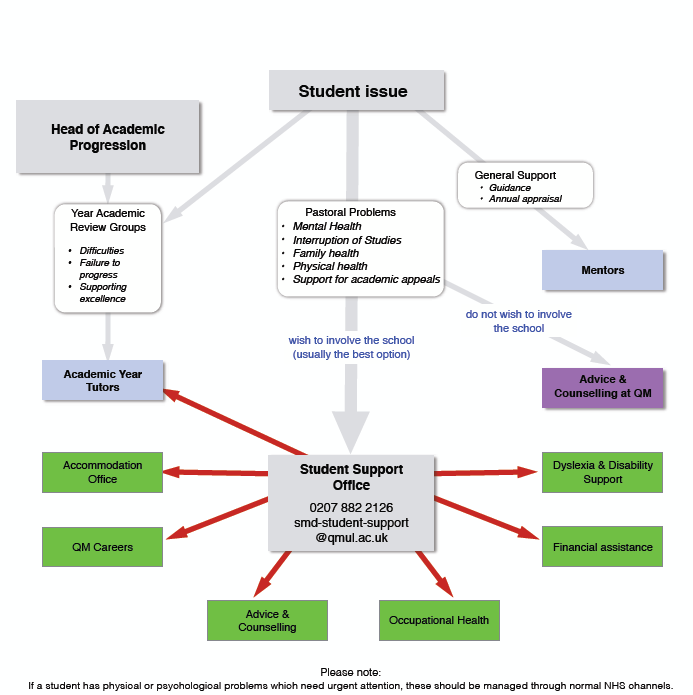 Student issue
Head of Academic
Progression
General Support
• Guidance
• Annual appraisal
Year Academic
Review Groups
• Difficulties
• Failure to
progress
• Supporting
excellence
Pastoral Problems
• Mental Health
• Interruption of Studies
• Family health
• Physical health
• Support for academic appeals
Mentors
do not wish to involve
the school
wish to involve the school
(usually the best option)
Academic Year
Tutors
Advice &
Counselling at QM
Accommodation
Office
Student Support
Office
0207 882 2126
smd-student-support
@qmul.ac.uk
Dyslexia & Disability
Support
QM Careers
Financial assistance
Advice &
Counselling
Occupational Health
Please note:
If a student has physical or psychological problems which need urgent attention, these should be managed through normal NHS channels.